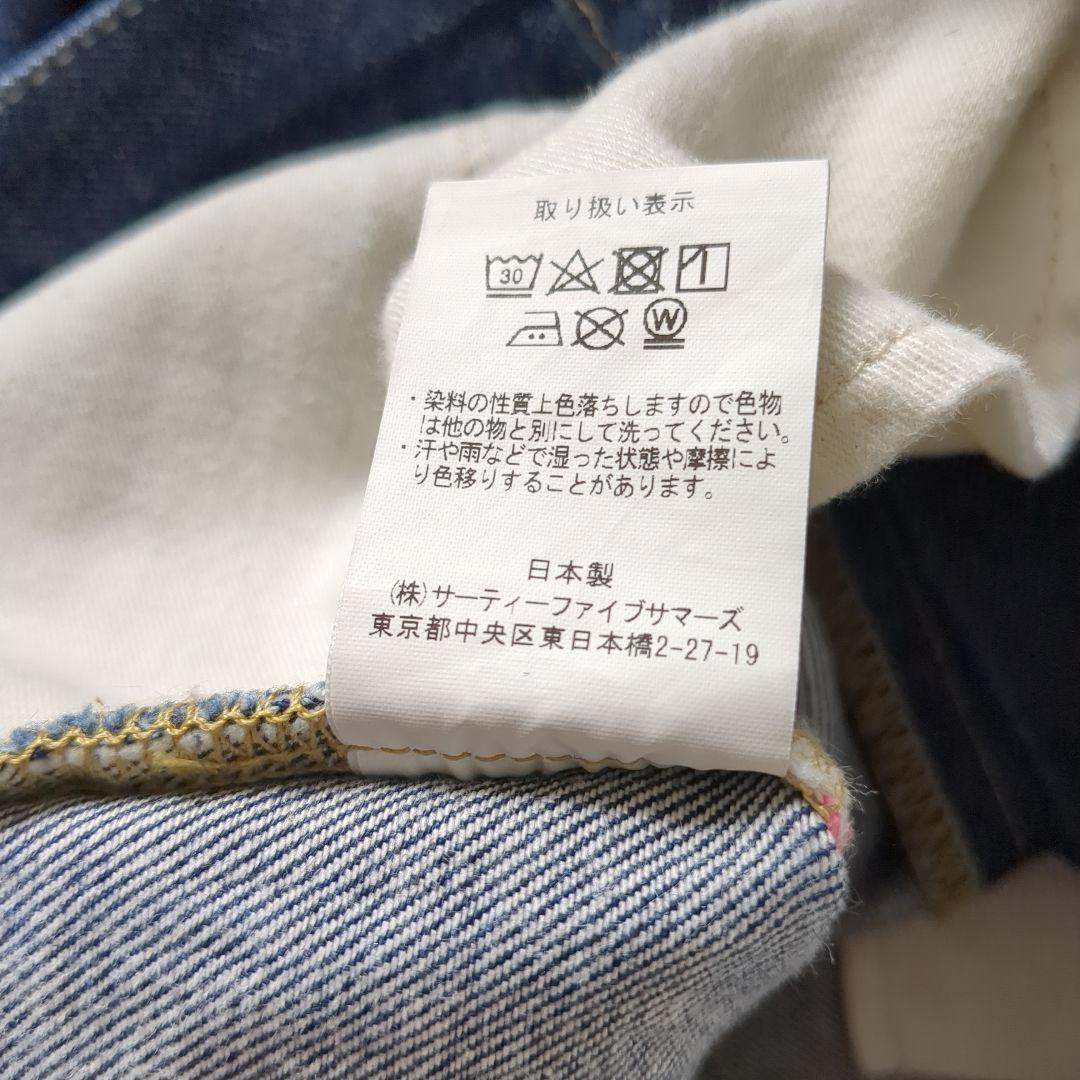 取り扱い表示
30
W
・染料の性質上色落ちしますので色物
は他の物と別にして洗ってください。
・汗や雨などで湿った状態や摩擦によ
り色移りすることがあります。
日本製
(株)サーティーファイブサマーズ
東京都中央区東日本橋2-27-19